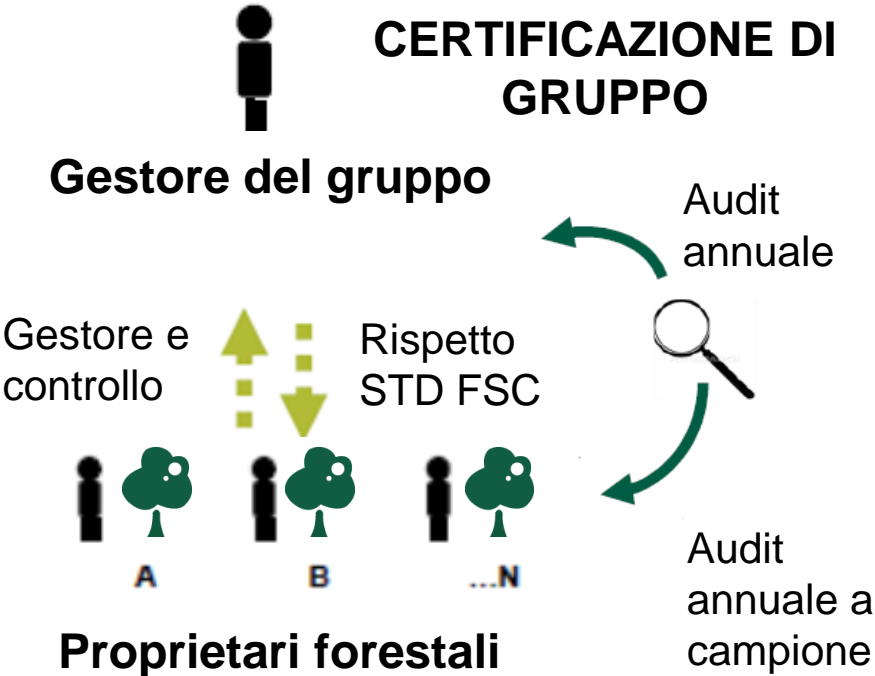 CERTIFICAZIONE DI
GRUPPO
Gestore del gruppo
Audit
annuale
Gestore e
controllo
Rispetto
STD FSC
A
B
...N
Audit
annuale a
campione
Proprietari forestali